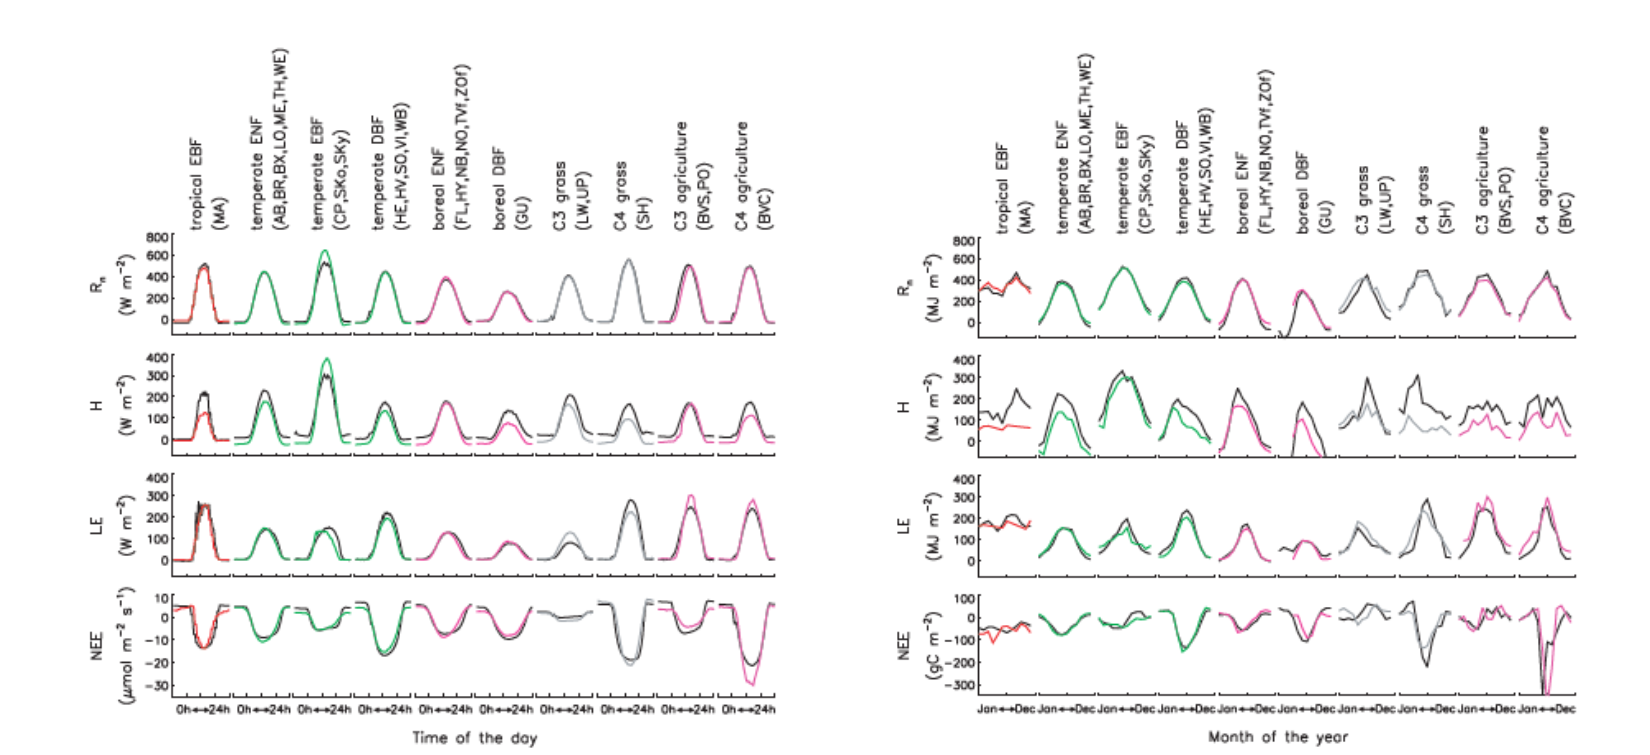 tropical EBF
(MA)
temperate ENF
(AB,BR,BX,LO,ME,TH,WE)
temperate EBF
(CP,SKo,SKy)
temperate DBF
(HE,HV,SO,VI,WB)
boreal ENF
(FL,HY,NB,NO,TVf,ZOf)
boreal DBF
(GU)
C3 grass
(LW,UP)
C4 grass
(SH)
C3 agriculture
(BVS,PO)
C4 agriculture
(BVC)
Rn
(W m−2)
800
600
400
200
0
H
(W m−2)
400
300
200
100
0
LE
(W m−2)
400
300
200
100
0
NEE
(μmol m−2 s−1)
10
0
−10
−20
−30
0h↔24h 0h↔24h 0h↔24h 0h↔24h 0h↔24h 0h↔24h 0h↔24h 0h↔24h 0h↔24h 0h↔24h
Time of the day
tropical EBF
(MA)
temperate ENF
(AB,BR,BX,LO,ME,TH,WE)
temperate EBF
(CP,SKo,SKy)
temperate DBF
(HE,HV,SO,VI,WB)
boreal ENF
(FL,HY,NB,NO,TVf,ZOf)
boreal DBF
(GU)
C3 grass
(LW,UP)
C4 grass
(SH)
C3 agriculture
(BVS,PO)
C4 agriculture
(BVC)
Rn
(MJ m−2)
800
600
400
200
0
H
(MJ m−2)
400
300
200
100
0
LE
(MJ m−2)
400
300
200
100
0
NEE
(gC m−2)
100
0
−100
−200
−300
Jan↔Dec Jan↔Dec Jan↔Dec Jan↔Dec Jan↔Dec Jan↔Dec Jan↔Dec Jan↔Dec Jan↔Dec Jan↔Dec
Month of the year